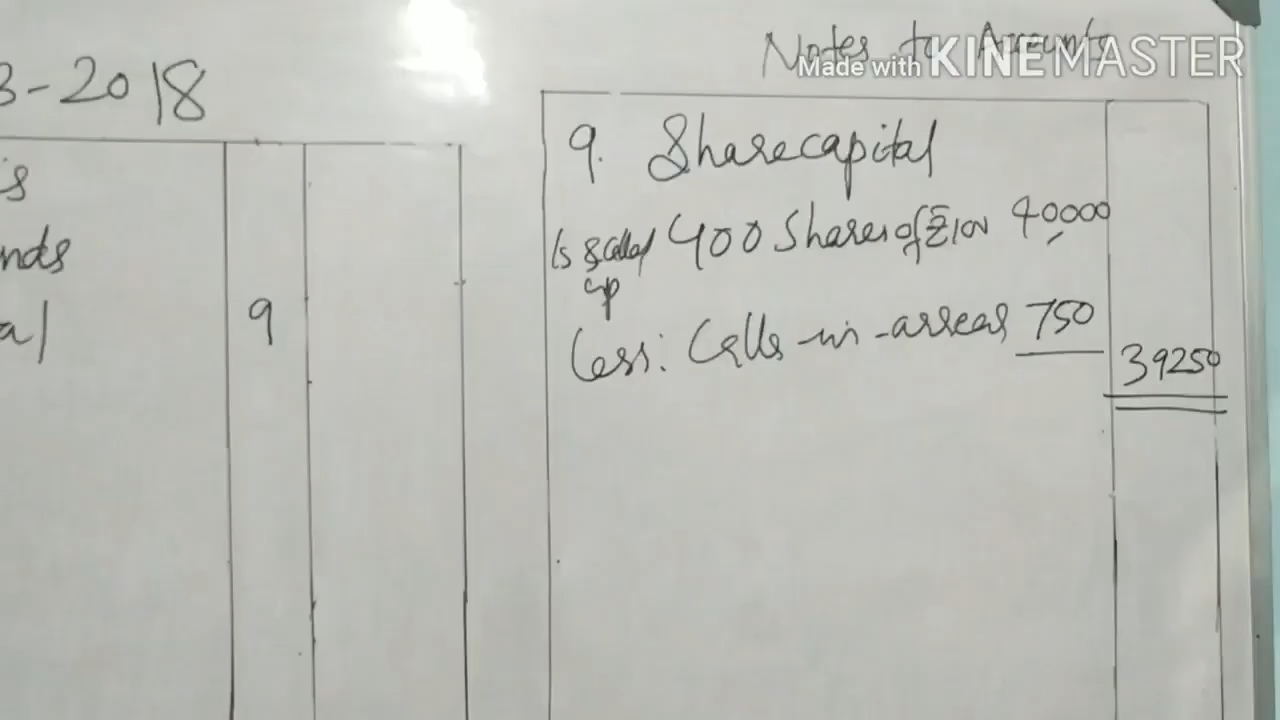 Notes to Accounts
Made with KINEMASTER
3-2018
is
nds
al
9
9. Sharecapital
Is & Called up 400 Shares of ₹100 40000
Less: Calls-in-arrears 750
39250